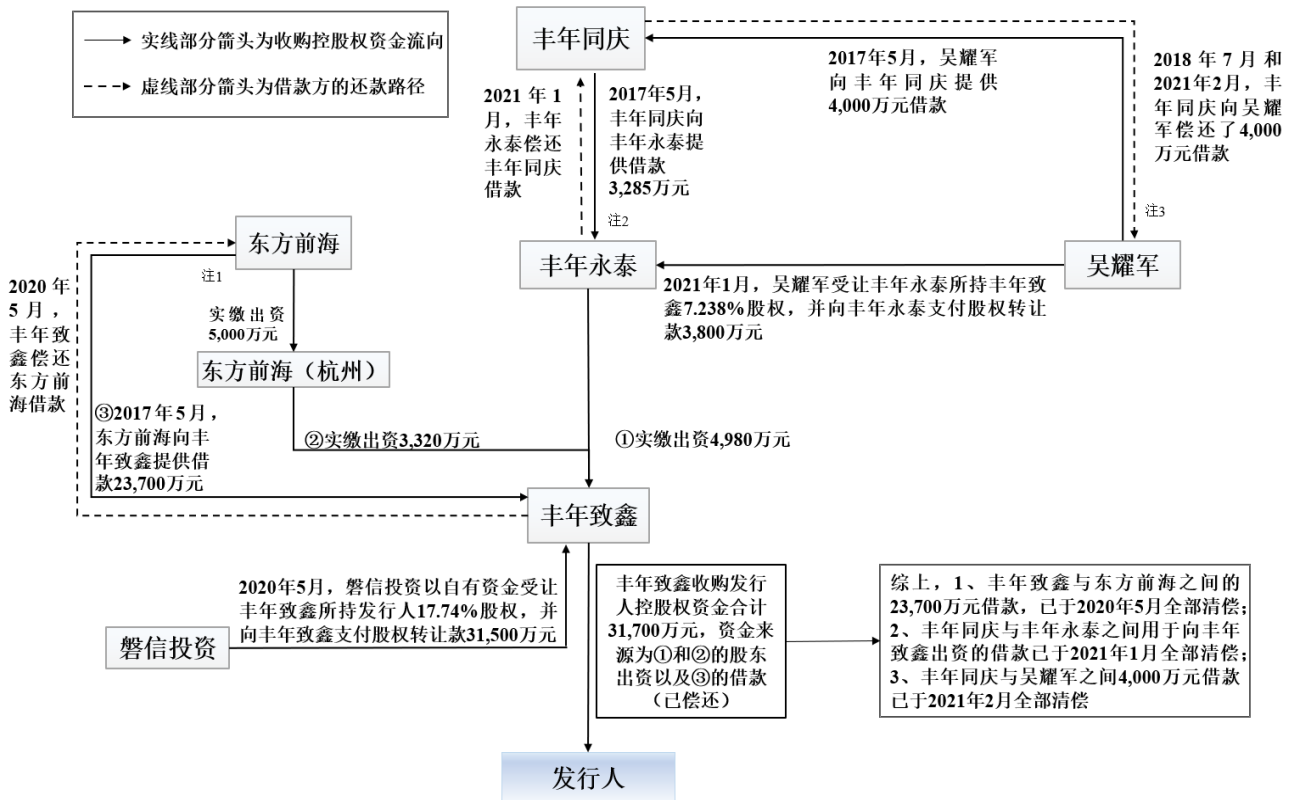 实线部分箭头为收购控股权资金流向
虚线部分箭头为借款方的还款路径
丰年同庆
2021 年 1
月，丰年
永泰偿还
丰年同庆
借款
2017年5月，
丰年同庆向
丰年永泰提
供借款
3,285万元
注2
2017年5月，吴耀军
向丰年同庆提供
4,000万元借款
2018 年 7 月 和
2021年2月，丰
年同庆向吴耀
军偿还了4,000
万元借款
注3
东方前海
注1
丰年永泰
吴耀军
2020 年
5 月，
丰年致
鑫偿还
东方前
海借款
实缴出资
5,000万元
2021年1月，吴耀军受让丰年永泰所持丰年致
鑫7.238%股权，并向丰年永泰支付股权转让
款3,800万元
东方前海（杭州）
③2017年5月，
东方前海向丰
年致鑫提供借
款23,700万元
②实缴出资3,320万元
①实缴出资4,980万元
丰年致鑫
2020年5月，磐信投资以自有资金受让
丰年致鑫所持发行人17.74%股权，并
向丰年致鑫支付股权转让款31,500万元
磐信投资
丰年致鑫收购发行
人控股权资金合计
31,700万元，资金来
源为①和②的股东
出资以及③的借款
（已偿还）
综上，1、丰年致鑫与东方前海之间的
23,700万元借款，已于2020年5月全部清偿；
2、丰年同庆与丰年永泰之间用于向丰年
致鑫出资的借款已于2021年1月全部清偿；
3、丰年同庆与吴耀军之间4,000万元借款
已于2021年2月全部清偿
发行人